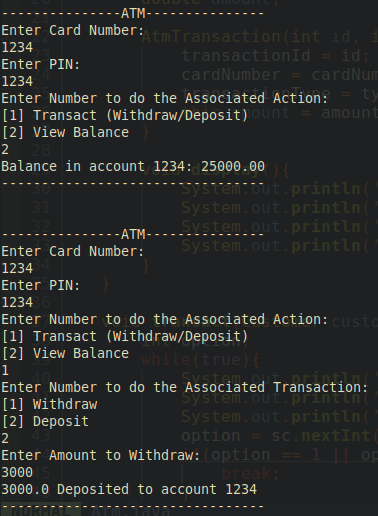 ---------------ATM---------------
Enter Card Number:
1234
Enter PIN:
1234
Enter Number to do the Associated Action:
[1] Transact (Withdraw/Deposit)
[2] View Balance
2
Balance in account 1234: 25000.00
---------------------------------
---------------ATM---------------
Enter Card Number:
1234
Enter PIN:
1234
Enter Number to do the Associated Action:
[1] Transact (Withdraw/Deposit)
[2] View Balance
1
Enter Number to do the Associated Transaction:
[1] Withdraw
[2] Deposit
2
Enter Amount to Withdraw:
3000
3000.0 Deposited to account 1234
---------------------------------